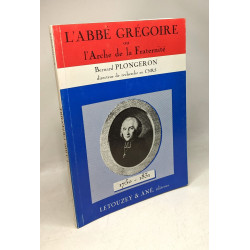 L'ABBÉ GRÉGOIRE
ou
l'Arche de la Fraternité
Bernard PLONGERON
directeur de recherche au CNRS
1750 - 1831
LETOUZEY & ANÉ, éditeurs